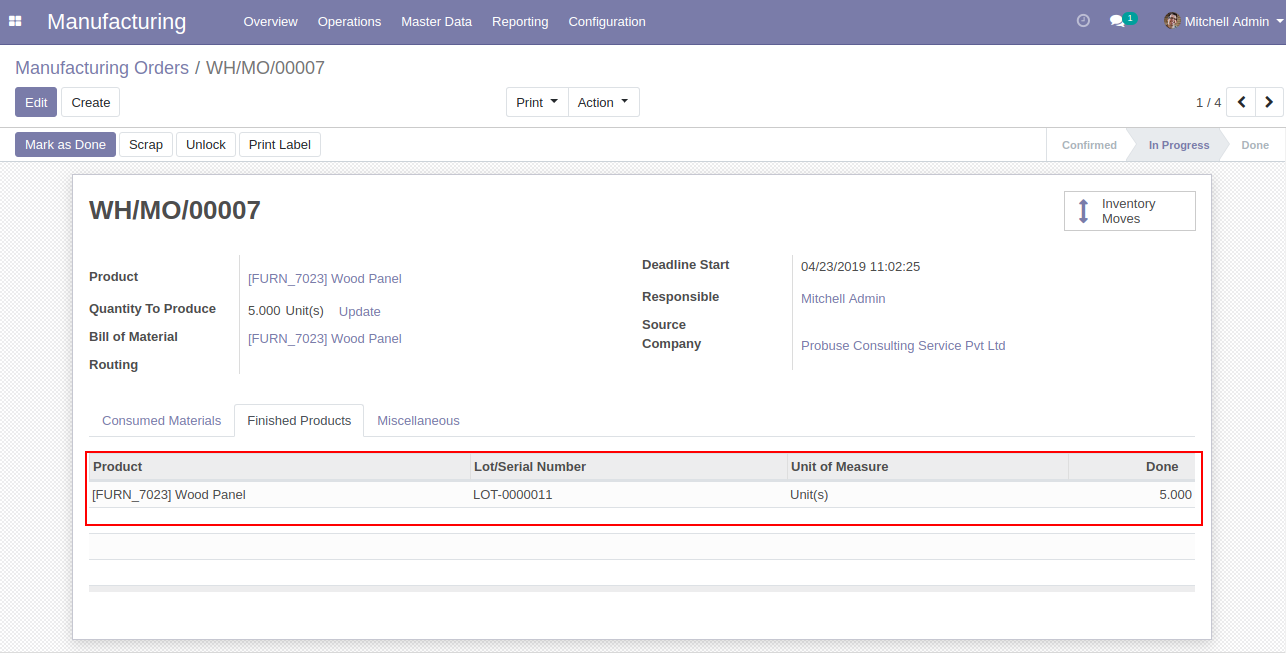 Manufacturing Overview Operations Master Data Reporting Configuration 1 Mitchell Admin
Manufacturing Orders / WH/MO/00007
Edit Create Print Action 1 / 4
Mark as Done Scrap Unlock Print Label Confirmed In Progress Done
WH/MO/00007
Inventory
Moves
Product [FURN_7023] Wood Panel
Quantity To Produce 5.000 Unit(s) Update
Bill of Material [FURN_7023] Wood Panel
Routing
Deadline Start 04/23/2019 11:02:25
Responsible Mitchell Admin
Source
Company Probuse Consulting Service Pvt Ltd
Consumed Materials Finished Products Miscellaneous
Product Lot/Serial Number Unit of Measure Done
[FURN_7023] Wood Panel LOT-0000011 Unit(s) 5.000